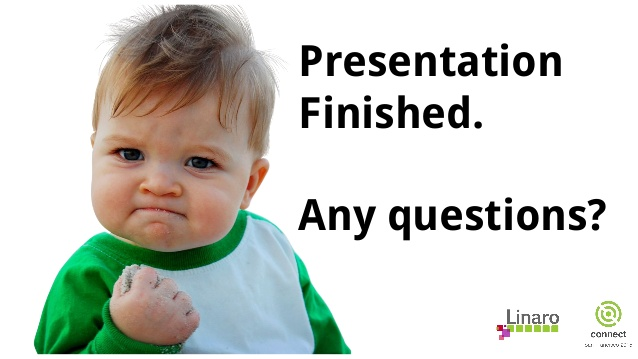 Presentation
Finished.
Any questions?
Linaro
connect